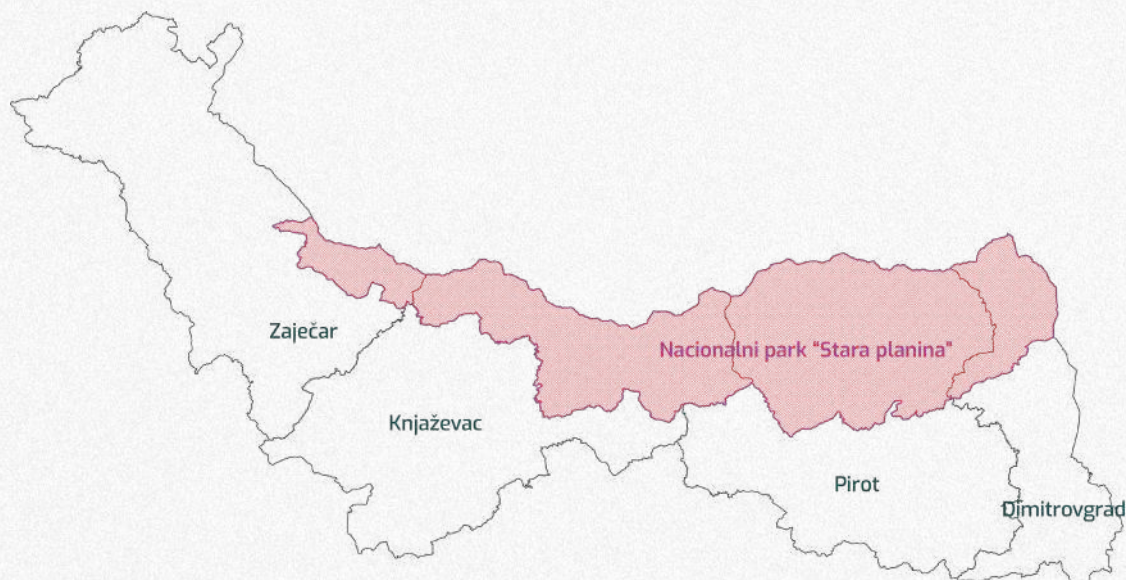 Zaječar
Nacionalni park "Stara planina"
Knjaževac
Pirot
Dimitrovgrad